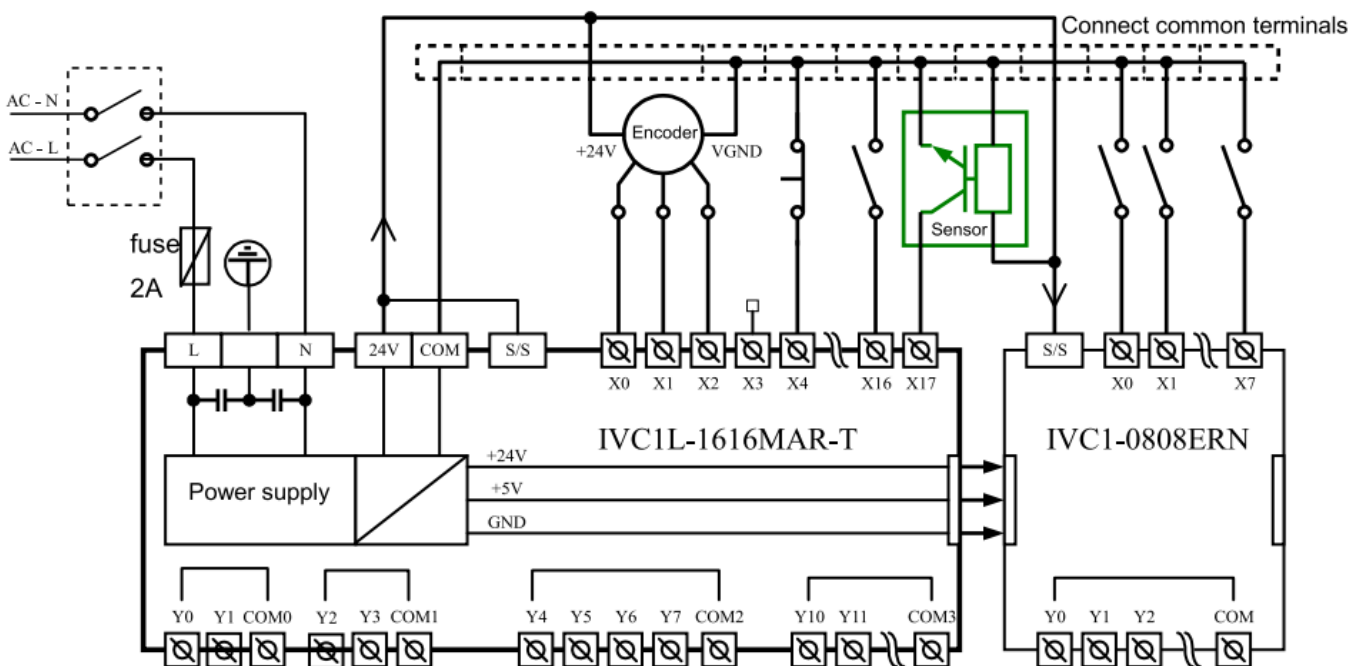 Connect common terminals
AC - N
AC - L
Encoder
+24V
VGND
Sensor
fuse
2A
L
N
24V
COM
S/S
X0
X1
X2
X3
X4
X16
X17
S/S
X0
X1
X7
IVC1L-1616MAR-T
IVC1-0808ERN
Power supply
+24V
+5V
GND
Y0
Y1
COM0
Y2
Y3
COM1
Y4
Y5
Y6
Y7
COM2
Y10
Y11
COM3
Y0
Y1
Y2
COM